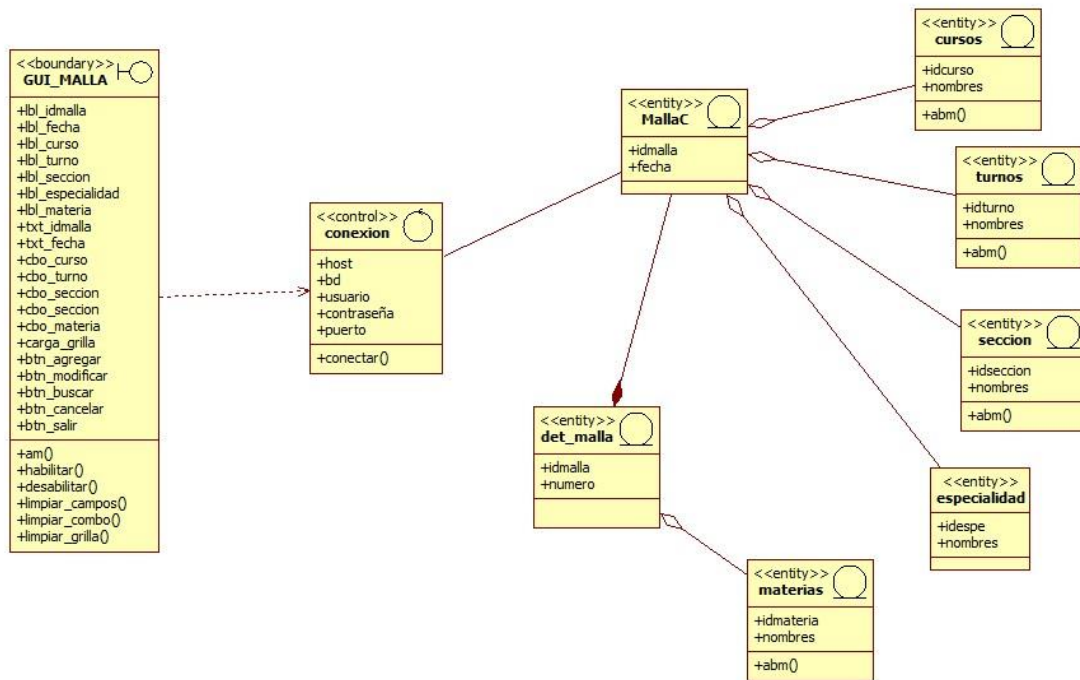 <<boundary>>
GUI_MALLA
+lbl_idmalla
+lbl_fecha
+lbl_curso
+lbl_turno
+lbl_seccion
+lbl_especialidad
+lbl_materia
+txt_idmalla
+txt_fecha
+cbo_curso
+cbo_turno
+cbo_seccion
+cbo_seccion
+cbo_materia
+carga_grilla
+btn_agregar
+btn_modificar
+btn_buscar
+btn_cancelar
+btn_salir
+am()
+habilitar()
+desabilitar()
+limpiar_campos()
+limpiar_combo()
+limpiar_grilla()
<<control>>
conexion
+host
+bd
+usuario
+contraseña
+puerto
+conectar()
<<entity>>
MallaC
+idmalla
+fecha
<<entity>>
det_malla
+idmalla
+numero
<<entity>>
cursos
+idcurso
+nombres
+abm()
<<entity>>
turnos
+idturno
+nombres
+abm()
<<entity>>
seccion
+idseccion
+nombres
+abm()
<<entity>>
especialidad
+idespe
+nombres
<<entity>>
materias
+idmateria
+nombres
+abm()